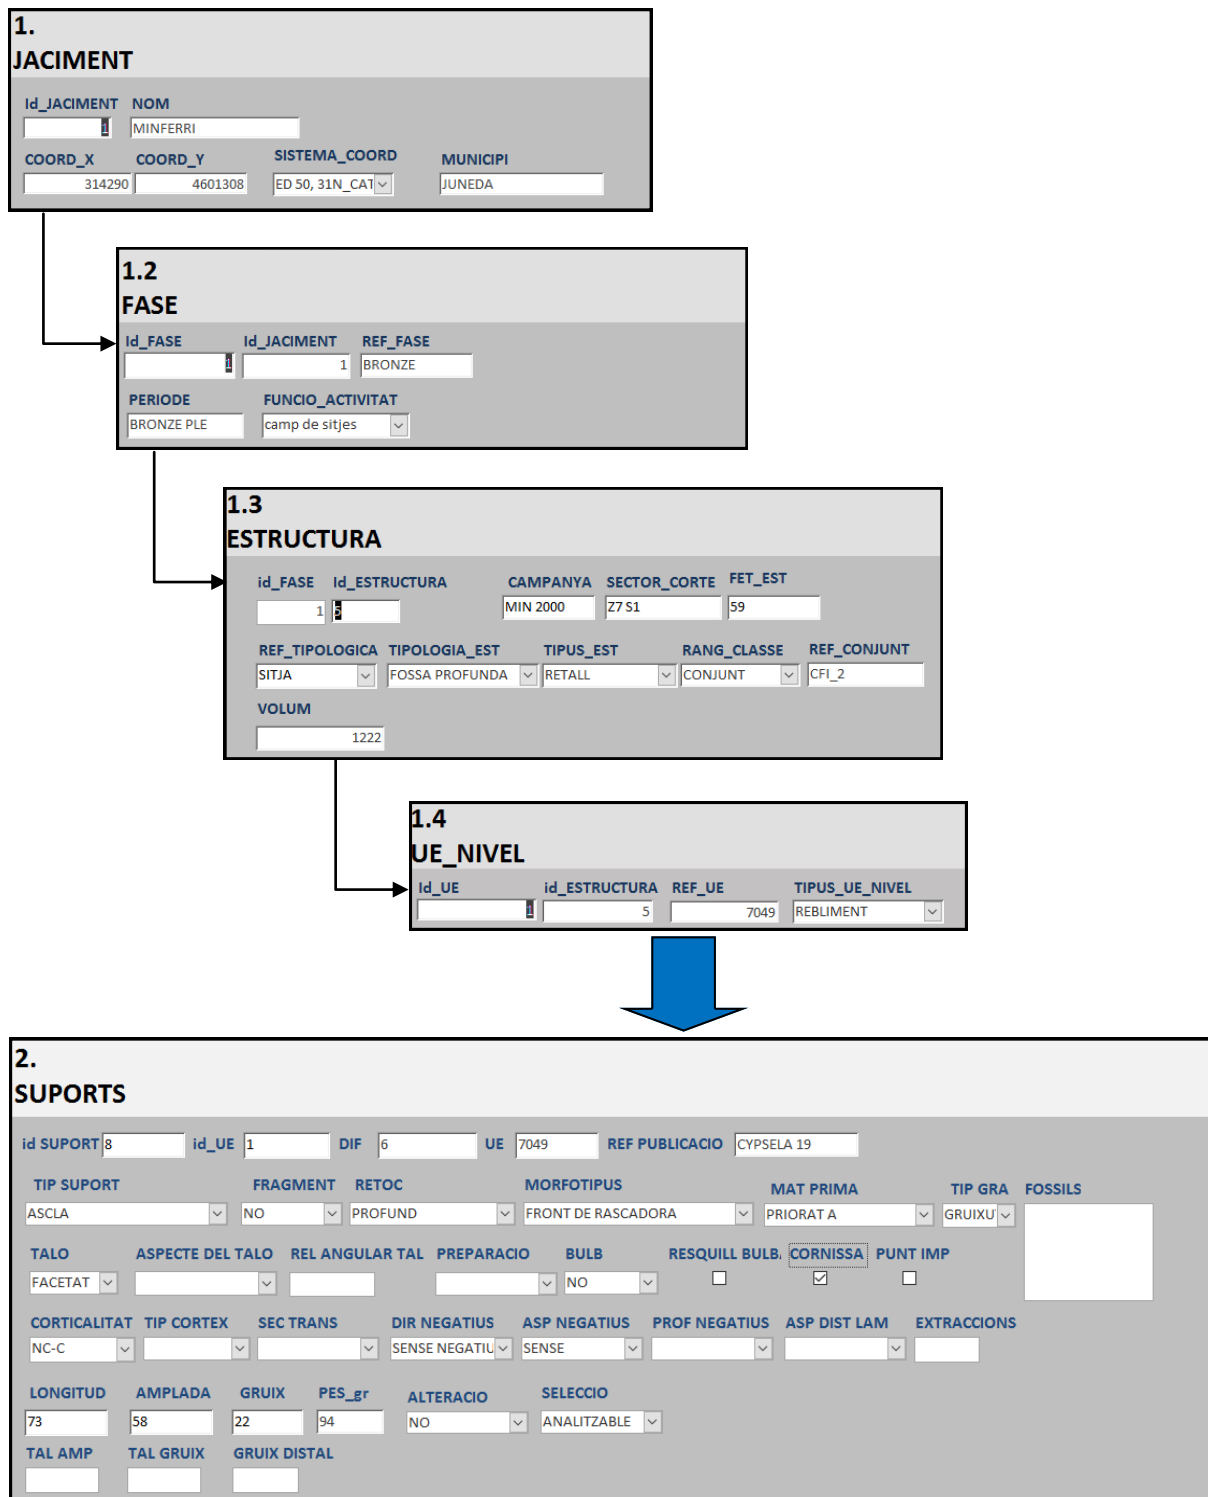 1.
JACIMENT
Id_JACIMENT NOM
1 MINFERRI
COORD_X COORD_Y SISTEMA_COORD MUNICIPI
314290 4601308 ED 50, 31N_CAT JUNEDA
1.2
FASE
Id_FASE Id_JACIMENT REF_FASE
1 1 BRONZE
PERIODE FUNCIO_ACTIVITAT
BRONZE PLE camp de sitjes
1.3
ESTRUCTURA
id_FASE Id_ESTRUCTURA CAMPANYA SECTOR_CORTE FET_EST
1 5 MIN 2000 Z7 S1 59
REF_TIPOLOGICA TIPOLOGIA_EST TIPUS_EST RANG_CLASSE REF_CONJUNT
SITJA FOSSA PROFUNDA RETALL CONJUNT CFI_2
VOLUM
1222
1.4
UE_NIVEL
Id_UE id_ESTRUCTURA REF_UE TIPUS_UE_NIVEL
1 5 7049 REBLIMENT
2.
SUPORTS
id SUPORT 8 id_UE 1 DIF 6 UE 7049 REF PUBLICACIO CYPSELA 19
TIP SUPORT FRAGMENT RETOC MORFOTIPUS MAT PRIMA TIP GRA FOSSILS
ASCLA NO PROFUND FRONT DE RASCADORA PRIORAT A GRUIXU
TALO ASPECTE DEL TALO REL ANGULAR TAL PREPARACIO BULB RESQUILL BULB. CORNISSA PUNT IMP
FACETAT NO
CORTICALITAT TIP CORTEX SEC TRANS DIR NEGATIUS ASP NEGATIUS PROF NEGATIUS ASP DIST LAM EXTRACCIONS
NC-C SENSE NEGATIU SENSE
LONGITUD AMPLADA GRUIX PES_gr ALTERACIO SELECCIO
73 58 22 94 NO ANALITZABLE
TAL AMP TAL GRUIX GRUIX DISTAL